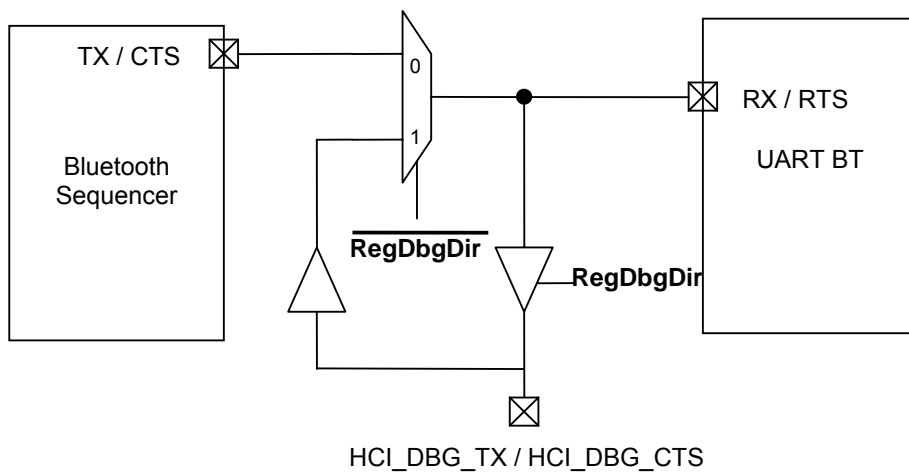 TX / CTS
0
RX / RTS
1
UART BT
Bluetooth
Sequencer
RegDbgDir
RegDbgDir
HCI_DBG_TX / HCI_DBG_CTS